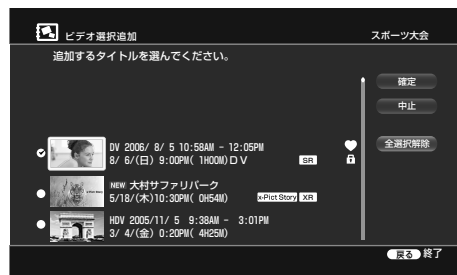 ビデオ選択追加
スポーツ大会
追加するタイトルを選んでください。
確定
中止
全選択解除
DV 2006/ 8/ 5 10:58AM - 12:05PM
8/ 6/(日) 9:00PM( 1H00M)ＤＶ SR
NEW 大村サファリパーク
5/18/(木)10:30PM( 0H54M) x-Pict Story XR
HDV 2005/11/ 5 9:38AM - 3:01PM
3/ 4/(金) 0:20PM( 4H25M)
戻る 終了